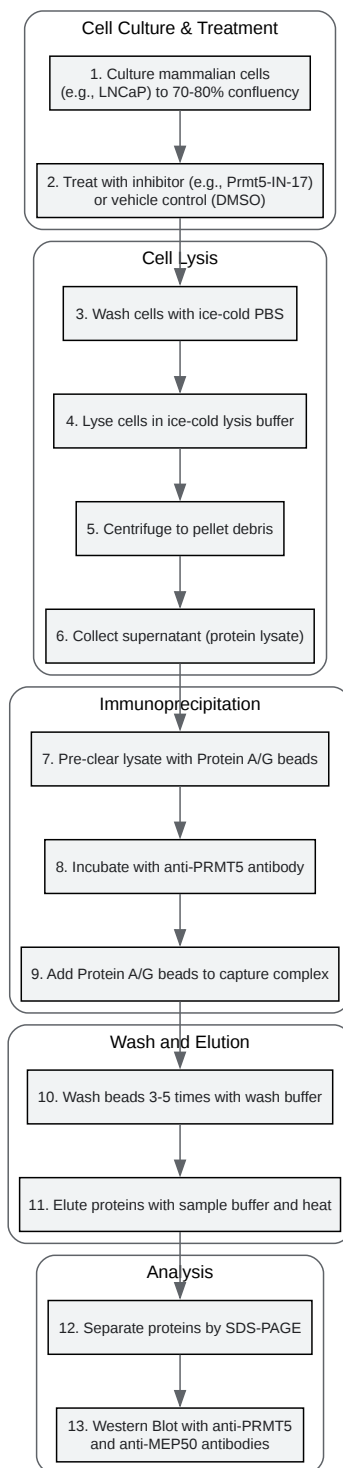 Cell Culture & Treatment
1. Culture mammalian cells
(e.g., LNCaP) to 70-80% confluency
2. Treat with inhibitor (e.g., Prmt5-IN-17)
or vehicle control (DMSO)
Cell Lysis
3. Wash cells with ice-cold PBS
4. Lyse cells in ice-cold lysis buffer
5. Centrifuge to pellet debris
6. Collect supernatant (protein lysate)
Immunoprecipitation
7. Pre-clear lysate with Protein A/G beads
8. Incubate with anti-PRMT5 antibody
9. Add Protein A/G beads to capture complex
Wash and Elution
10. Wash beads 3-5 times with wash buffer
11. Elute proteins with sample buffer and heat
Analysis
12. Separate proteins by SDS-PAGE
13. Western Blot with anti-PRMT5
and anti-MEP50 antibodies